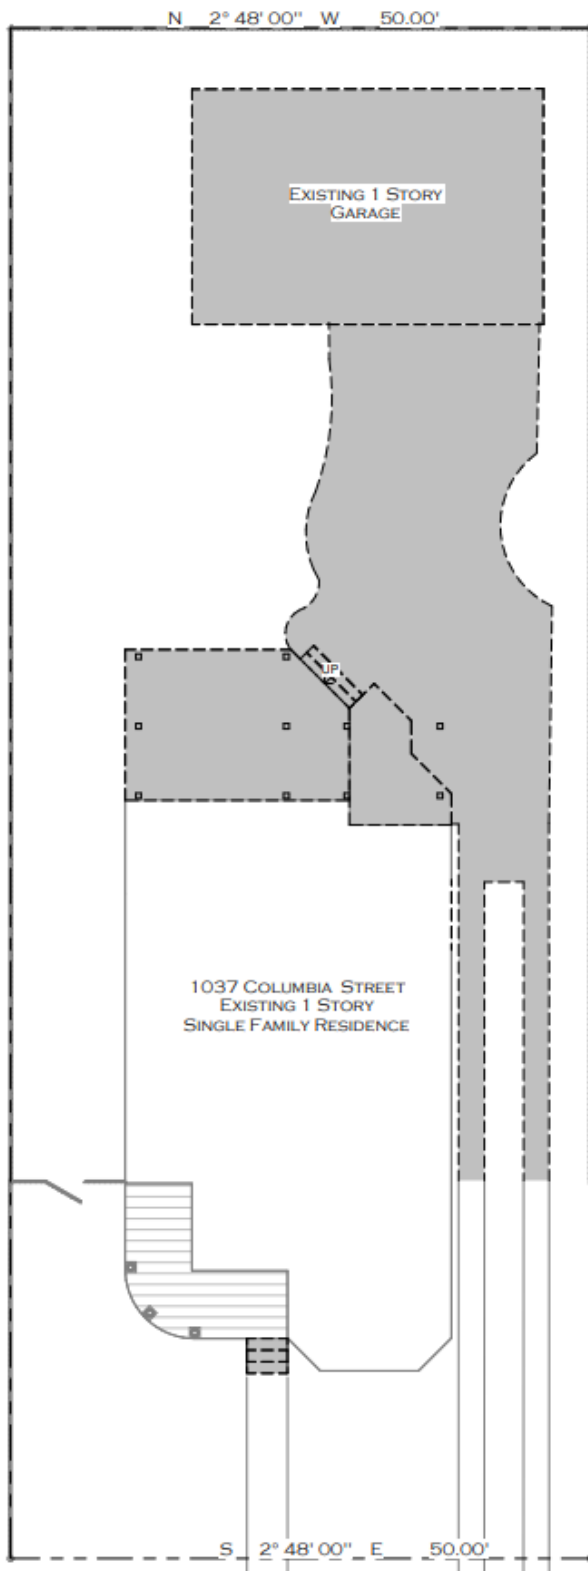 N 2° 48' 00" W 50.00'
EXISTING 1 STORY
GARAGE
UP
1037 COLUMBIA STREET
EXISTING 1 STORY
SINGLE FAMILY RESIDENCE
S 2° 48' 00" E 50.00'